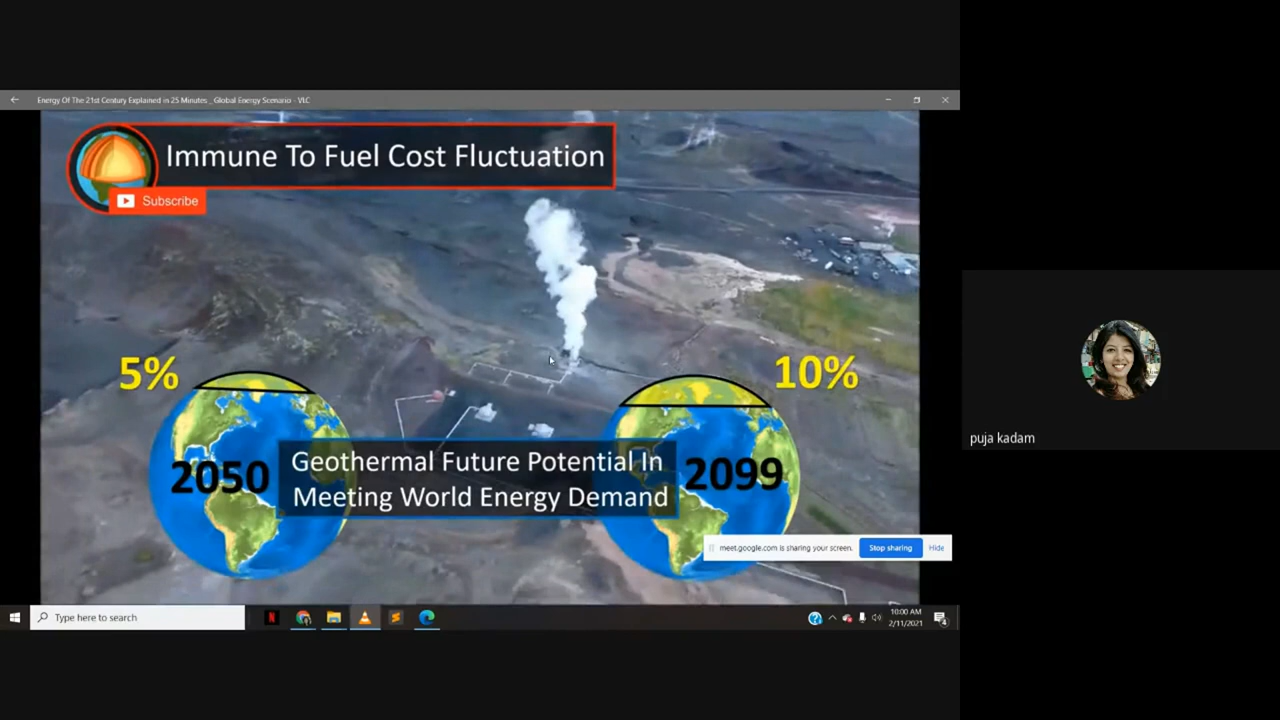 Energy Of The 21st Century Explained in 25 Minutes _ Global Energy Scenario - VLC
Immune To Fuel Cost Fluctuation
Subscribe
5%
10%
2050
Geothermal Future Potential In
Meeting World Energy Demand
2099
puja kadam
meet.google.com is sharing your screen.
Stop sharing
Hide
Type here to search
10:00 AM
2/11/2021
4